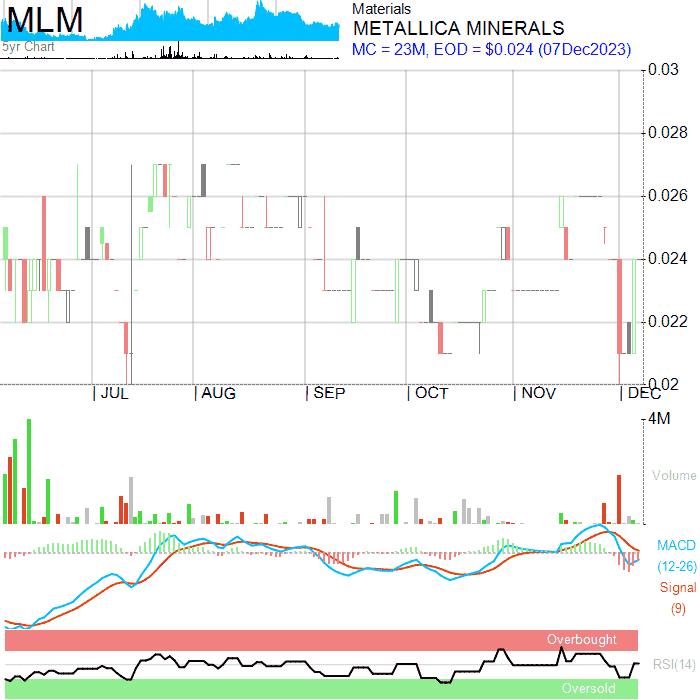 MLM
5yr Chart
Materials
METALLICA MINERALS
MC = 23M, EOD = $0.024 (07Dec2023)
0.03
0.028
0.026
0.024
0.022
0.02
JUL AUG SEP OCT NOV DEC
4M
Volume
MACD
(12-26)
Signal
(9)
Overbought
RSI(14)
Oversold